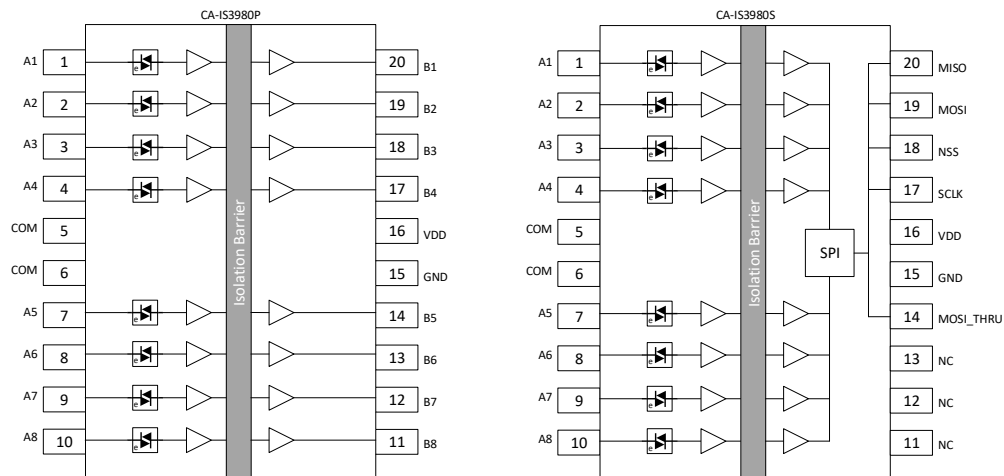 CA-IS3980P
A1 1 20 B1
A2 2 19 B2
A3 3 18 B3
A4 4 17 B4
COM 5 16 VDD
COM 6 15 GND
A5 7 14 B5
A6 8 13 B6
A7 9 12 B7
A8 10 11 B8
e
e
e
e
e
e
e
e
Isolation Barrier
CA-IS3980S
A1 1 20 MISO
A2 2 19 MOSI
A3 3 18 NSS
A4 4 17 SCLK
COM 5 16 VDD
COM 6 15 GND
A5 7 14 MOSI_THRU
A6 8 13 NC
A7 9 12 NC
A8 10 11 NC
e
e
e
e
e
e
e
e
Isolation Barrier
SPI